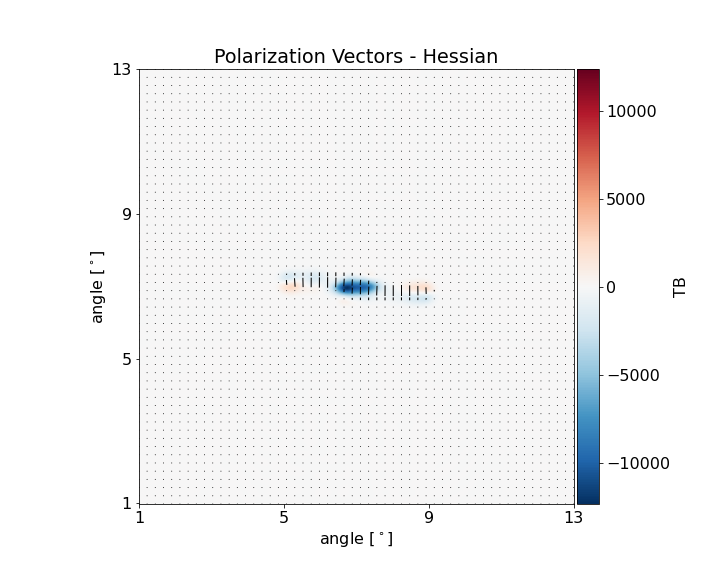 Polarization Vectors - Hessian
13
9
5
1
angle [°]
1 5 9 13
angle [°]
10000
5000
0
−5000
−10000
TB